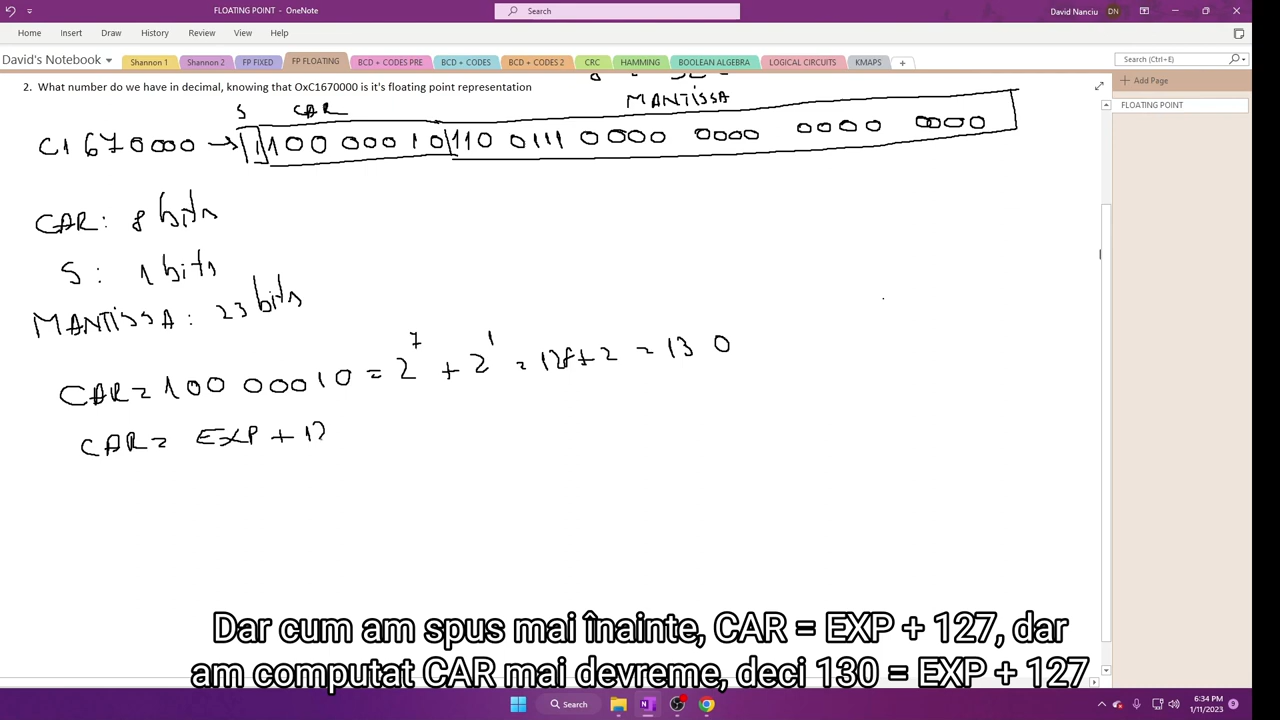 FLOATING POINT - OneNote
Search
David Nanciu DN
Home Insert Draw History Review View Help
David's Notebook Shannon 1 Shannon 2 FP FIXED FP FLOATING BCD + CODES PRE BCD + CODES BCD + CODES 2 CRC HAMMING BOOLEAN ALGEBRA LOGICAL CIRCUITS KMAPS
Search (Ctrl+E)
Add Page
FLOATING POINT
2. What number do we have in decimal, knowing that OxC1670000 is it's floting point representation
S CAR MANTISSA
C1670000 → 1 100 000 10 110 0111 0000 0000 0000 0000
CAR: 8 bits
S: 1 bits
MANTISSA: 23 bits
CAR= 100 00010 = 2^7 + 2^1 = 128+2 = 130
CAR= EXP + 12
Dar cum am spus mai înainte, CAR = EXP + 127, dar
am computat CAR mai devreme, deci 130 = EXP + 127
Search
6:34 PM
1/11/2023